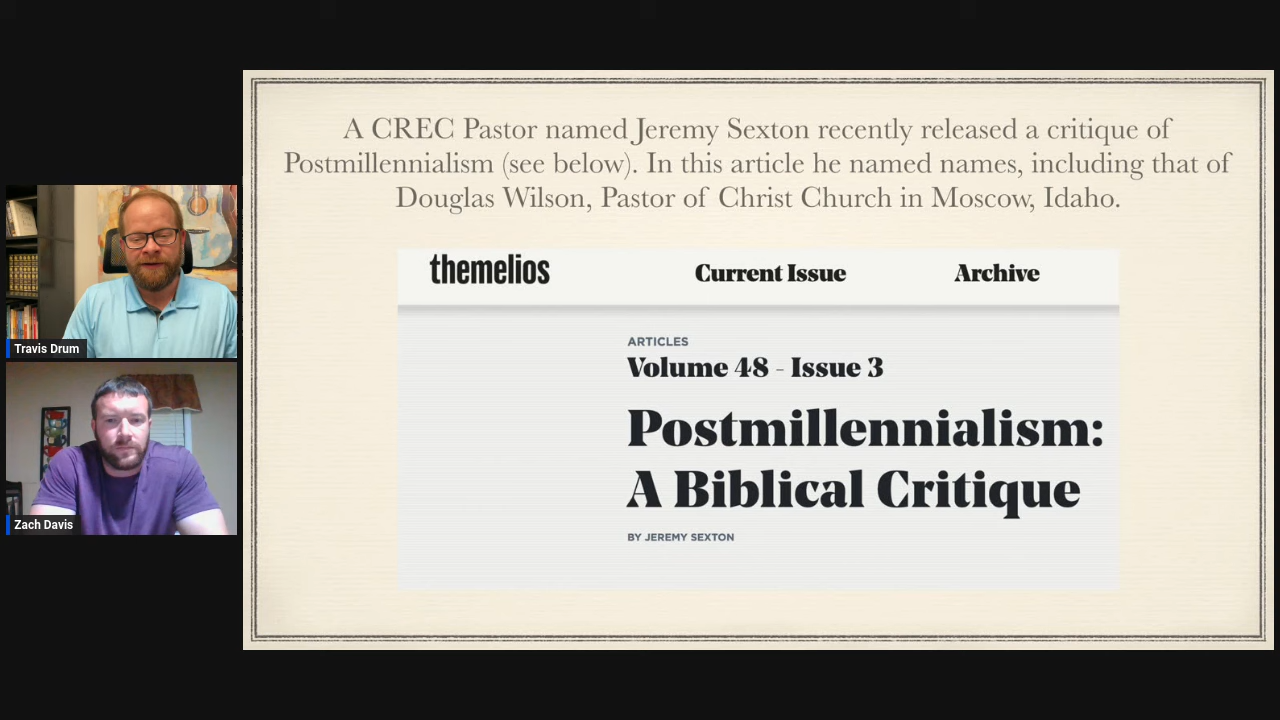 A CREC Pastor named Jeremy Sexton recently released a critique of
Postmillennialism (see below). In this article he named names, including that of
Douglas Wilson, Pastor of Christ Church in Moscow, Idaho.
themelios Current Issue Archive
ARTICLES
Volume 48 - Issue 3
Postmillennialism:
A Biblical Critique
BY JEREMY SEXTON
Travis Drum
Zach Davis